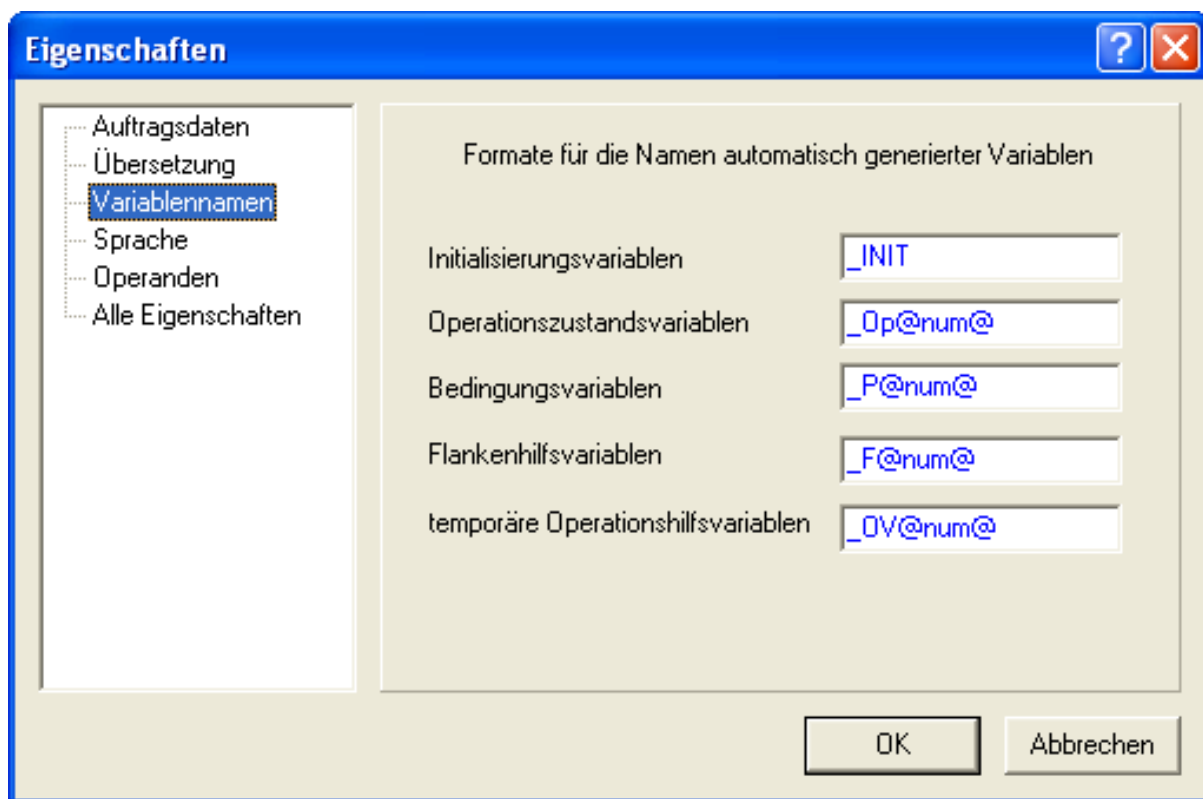 Eigenschaften
Auftragsdaten
Übersetzung
Variablennamen
Sprache
Operanden
Alle Eigenschaften
Formate für die Namen automatisch generierter Variablen
Initialisierungsvariablen _INIT
Operationszustandsvariablen _Op@num@
Bedingungsvariablen _P@num@
Flankenhilfsvariablen _F@num@
temporäre Operationshilfsvariablen _OV@num@
OK Abbrechen